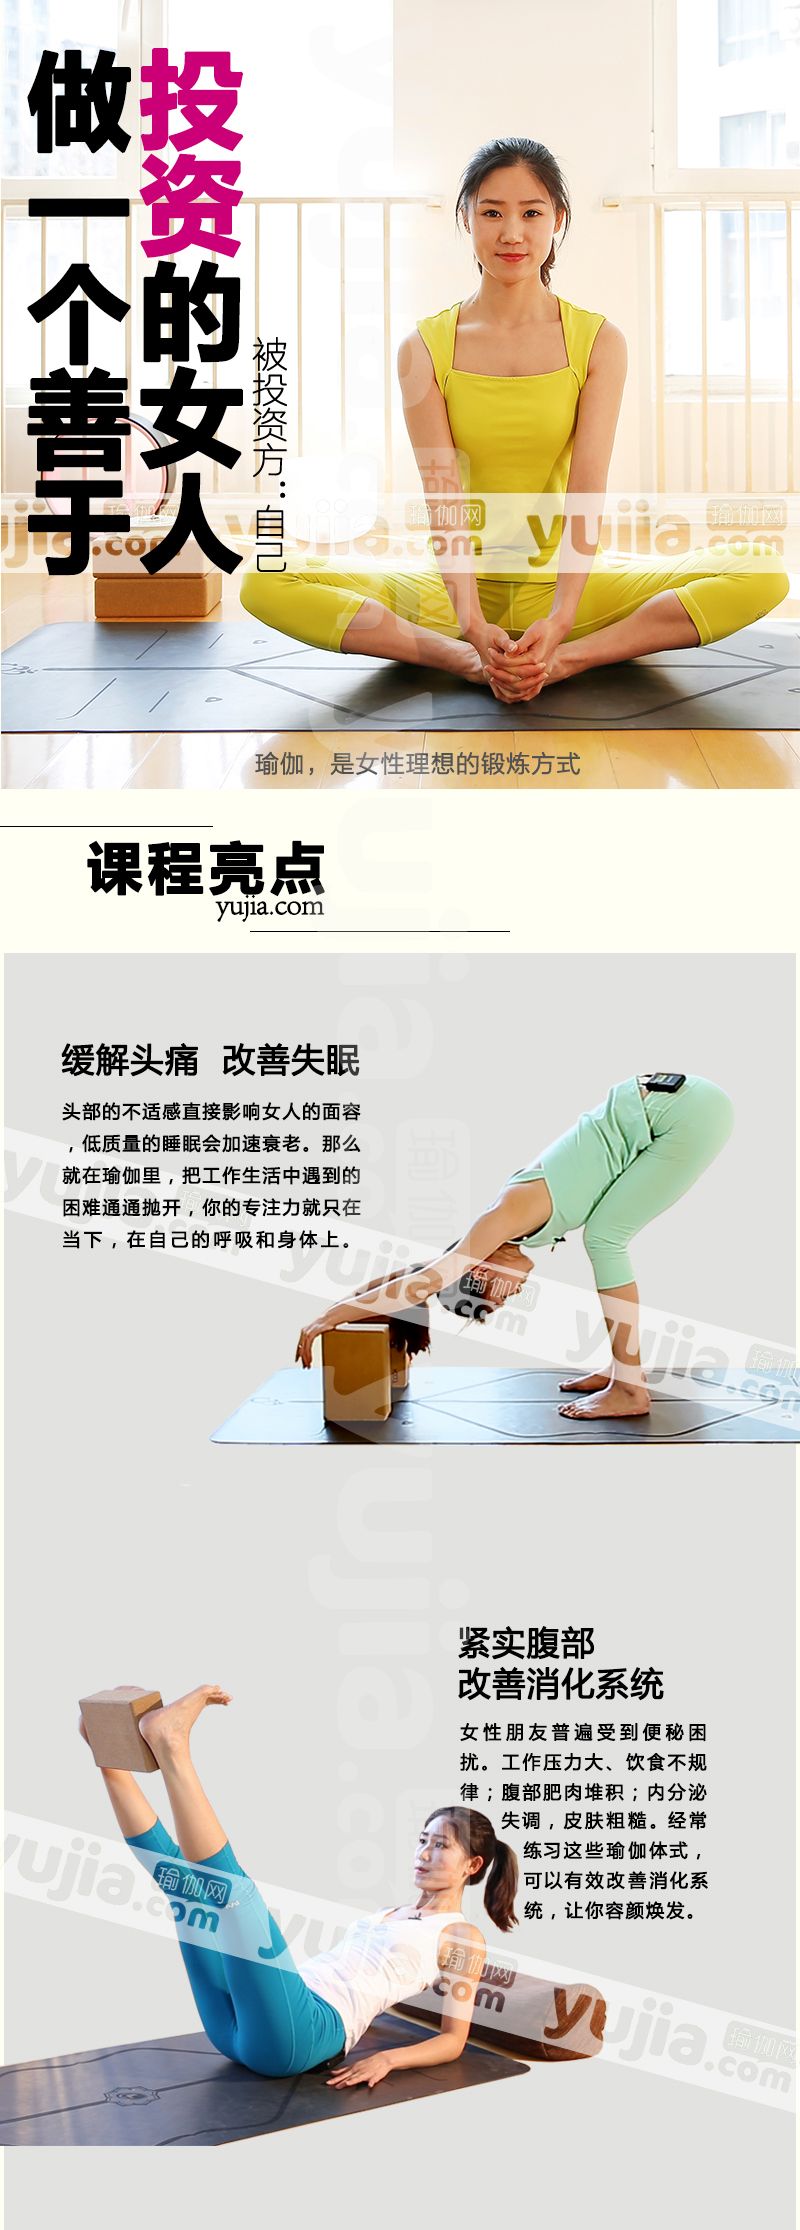 做一个善于
投资的女人
被投资方：自己
yujia.com
瑜伽网
瑜伽，是女性理想的锻炼方式
课程亮点
yujia.com
缓解头痛 改善失眠
头部的不适感直接影响女人的面容
，低质量的睡眠会加速衰老。那么
就在瑜伽里，把工作生活中遇到的
困难通通抛开，你的专注力就只在
当下，在自己的呼吸和身体上。
yujia.com
瑜伽网
紧实腹部
改善消化系统
女性朋友普遍受到便秘困
扰。工作压力大、饮食不规
律；腹部肥肉堆积；内分泌
失调，皮肤粗糙。经常
练习这些瑜伽体式，
可以有效改善消化系
统，让你容颜焕发。
yujia.com
瑜伽网